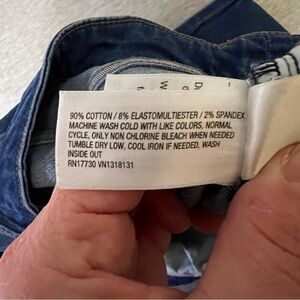 90% COTTON / 8% ELASTOMULTIESTER / 2% SPANDEX
MACHINE WASH COLD WITH LIKE COLORS, NORMAL
CYCLE, ONLY NON CHLORINE BLEACH WHEN NEEDED
TUMBLE DRY LOW, COOL IRON IF NEEDED, WASH
INSIDE OUT
RN17730 VN1318131